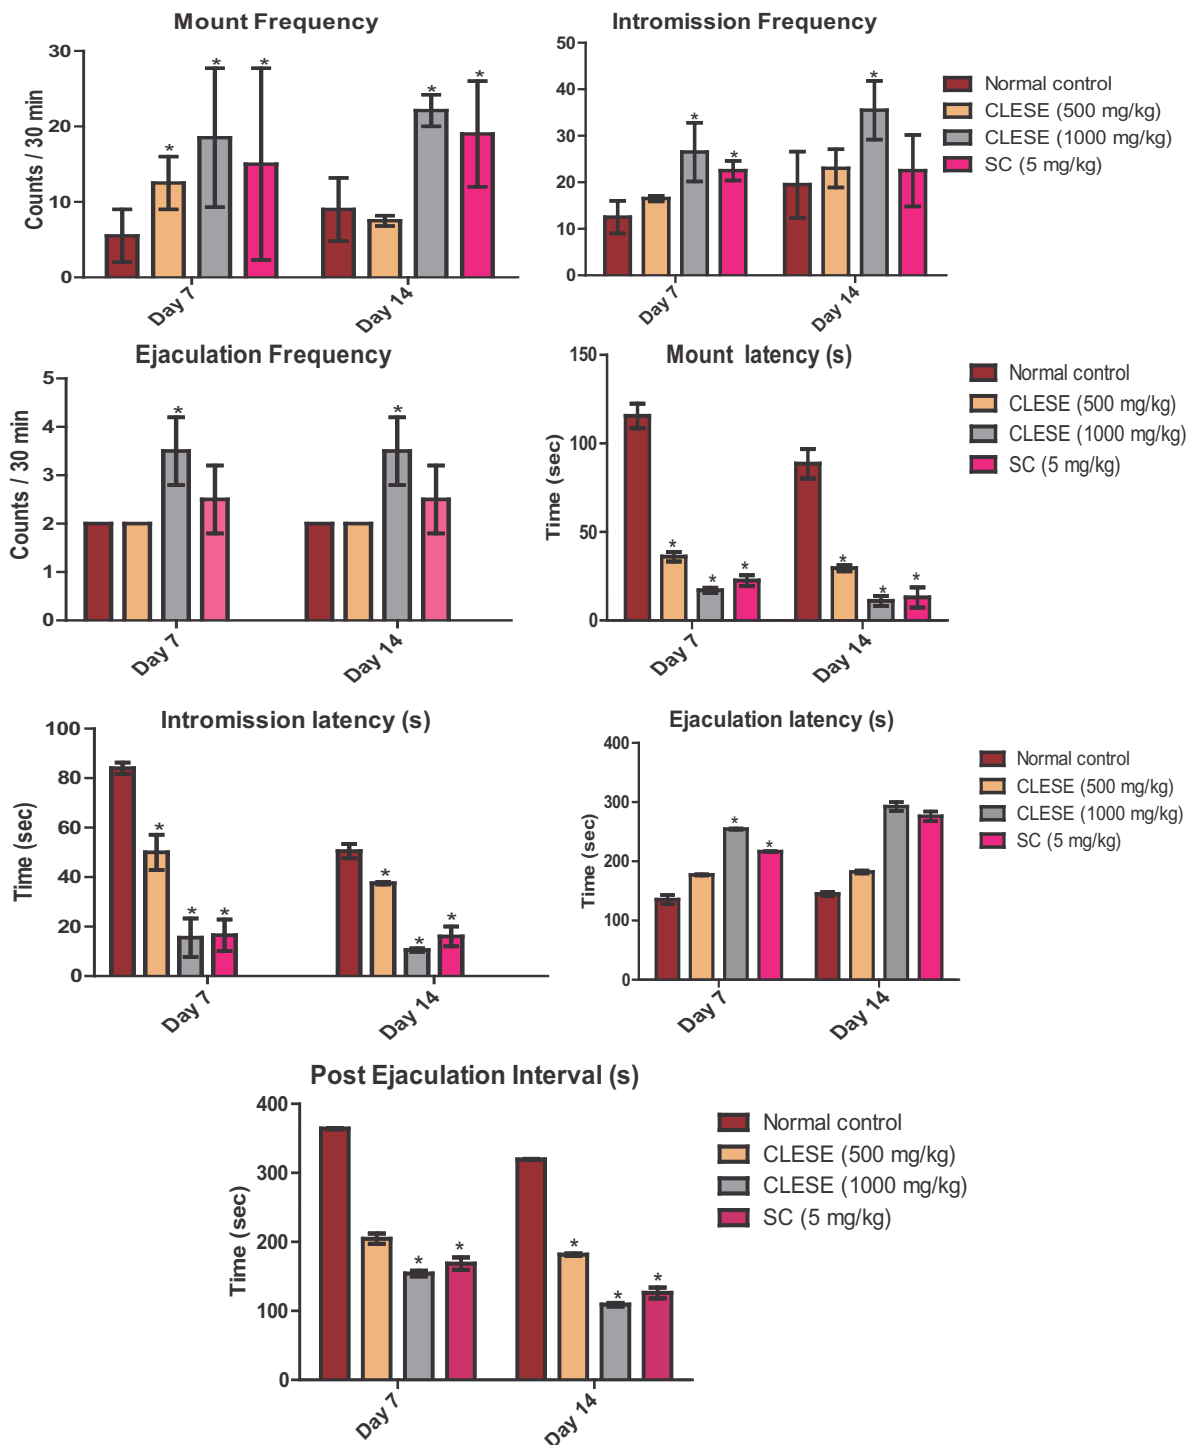 Mount Frequency
Counts / 30 min
30
20
10
0
*
*
*
*
*
Day 7
Day 14
Intromission Frequency
50
40
30
20
10
0
*
*
*
Day 7
Day 14
Normal control
CLESE (500 mg/kg)
CLESE (1000 mg/kg)
SC (5 mg/kg)
Ejaculation Frequency
Counts / 30 min
5
4
3
2
1
0
*
*
Day 7
Day 14
Mount latency (s)
Time (sec)
150
100
50
0
*
*
*
*
*
*
Day 7
Day 14
Normal control
CLESE (500 mg/kg)
CLESE (1000 mg/kg)
SC (5 mg/kg)
Intromission latency (s)
Time (sec)
100
80
60
40
20
0
*
*
*
*
*
*
Day 7
Day 14
Ejaculation latency (s)
Time (sec)
400
300
200
100
0
*
*
Day 7
Day 14
Normal control
CLESE (500 mg/kg)
CLESE (1000 mg/kg)
SC (5 mg/kg)
Post Ejaculation Interval (s)
Time (sec)
400
300
200
100
0
*
*
*
*
*
Day 7
Day 14
Normal control
CLESE (500 mg/kg)
CLESE (1000 mg/kg)
SC (5 mg/kg)